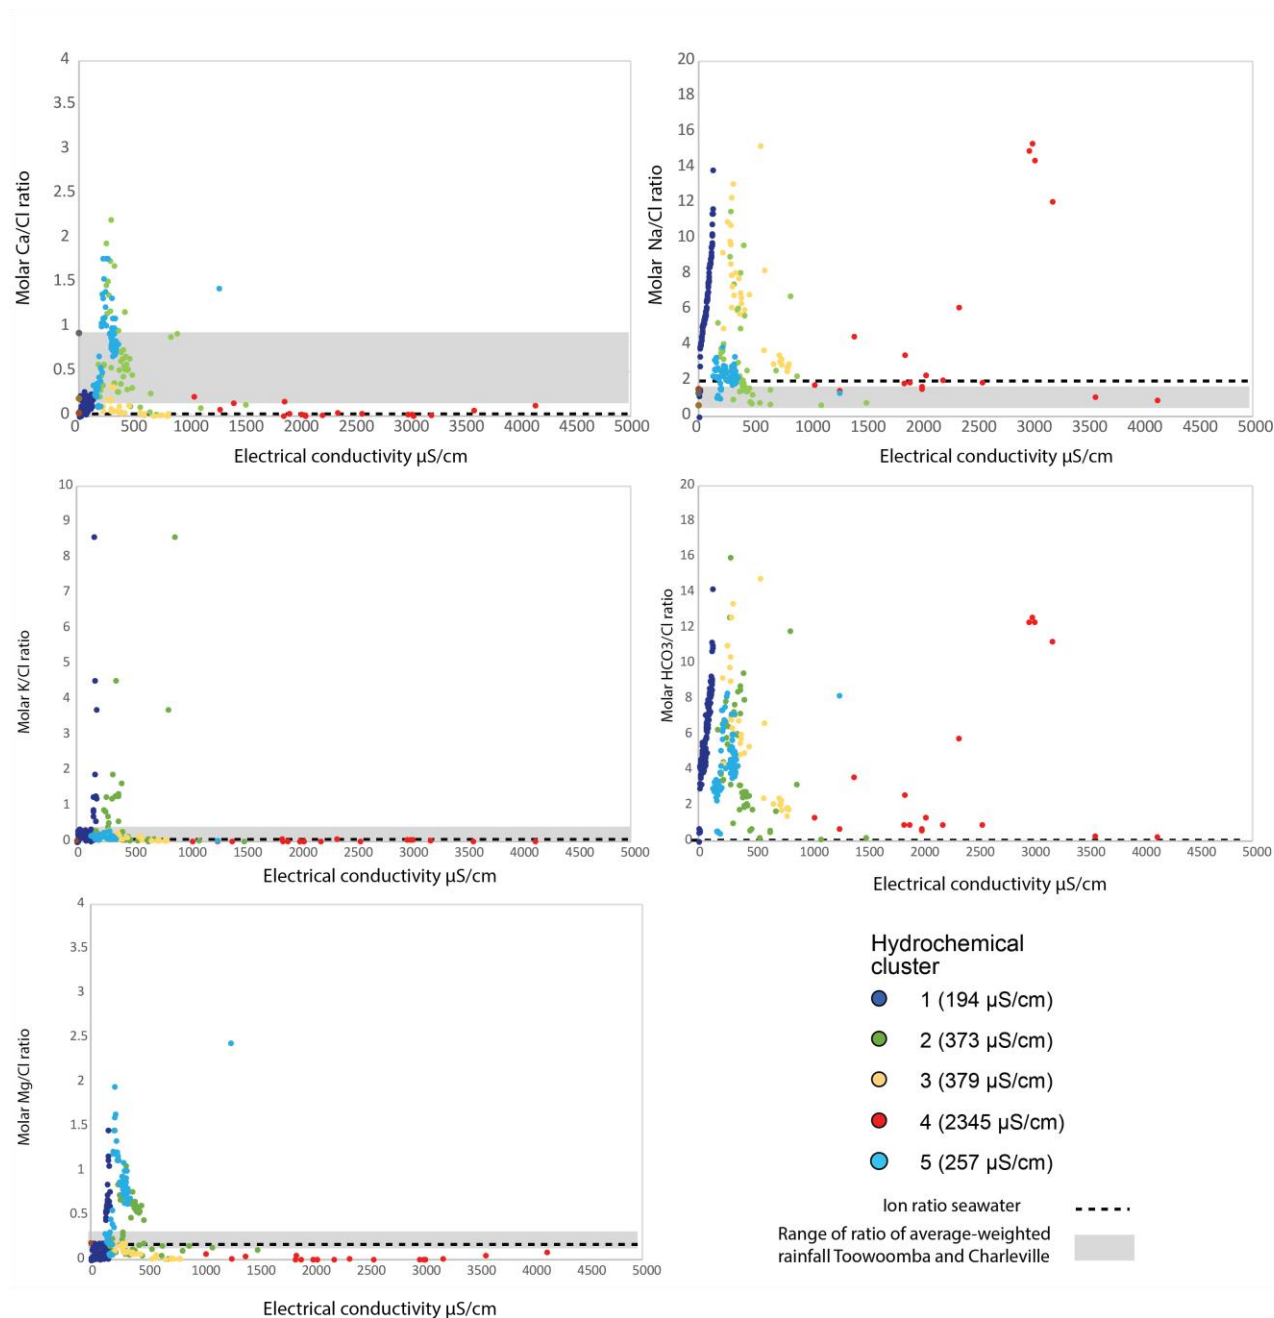 4
3.5
3
2.5
2
1.5
1
0.5
0
0 500 1000 1500 2000 2500 3000 3500 4000 4500 5000
Molar Ca/Cl ratio
Electrical conductivity µS/cm
20
18
16
14
12
10
8
6
4
2
0
0 500 1000 1500 2000 2500 3000 3500 4000 4500 5000
Molar Na/Cl ratio
Electrical conductivity µS/cm
10
9
8
7
6
5
4
3
2
1
0
0 500 1000 1500 2000 2500 3000 3500 4000 4500 5000
Molar K/Cl ratio
Electrical conductivity µS/cm
20
18
16
14
12
10
8
6
4
2
0
0 500 1000 1500 2000 2500 3000 3500 4000 4500 5000
Molar HCO3/Cl ratio
Electrical conductivity µS/cm
4
3.5
3
2.5
2
1.5
1
0.5
0
0 500 1000 1500 2000 2500 3000 3500 4000 4500 5000
Molar Mg/Cl ratio
Electrical conductivity µS/cm
Hydrochemical
cluster
1 (194 µS/cm)
2 (373 µS/cm)
3 (379 µS/cm)
4 (2345 µS/cm)
5 (257 µS/cm)
Ion ratio seawater
Range of ratio of average-weighted
rainfall Toowoomba and Charleville